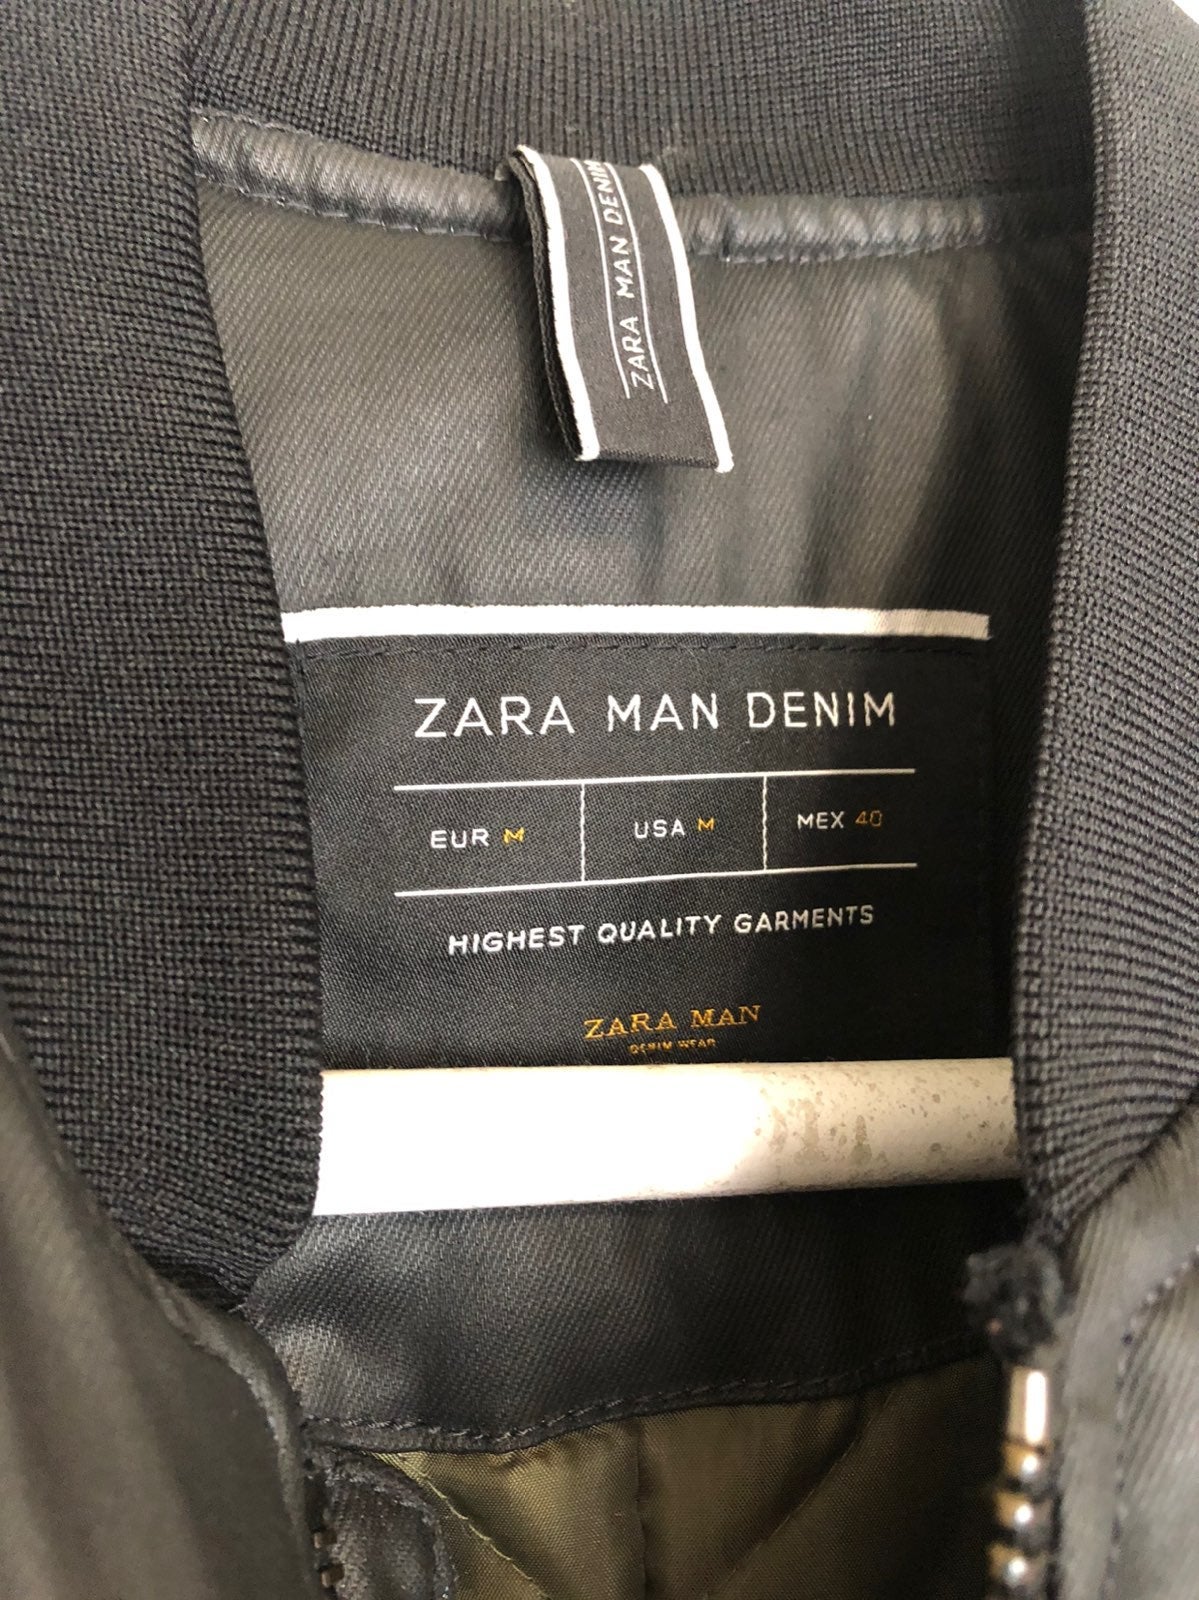 ZARA MAN DENIM
ZARA MAN DENIM
EUR M USA M MEX 40
HIGHEST QUALITY GARMENTS
ZARA MAN
DENIM WEAR